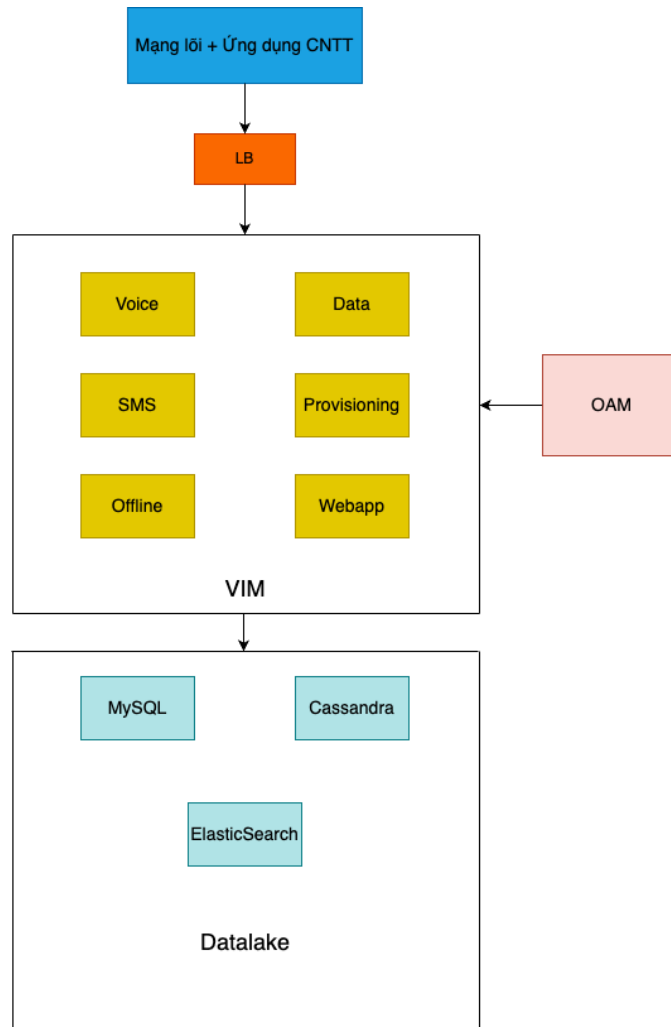 Mạng lõi + Ứng dụng CNTT
LB
Voice
Data
SMS
Provisioning
OAM
Offline
Webapp
VIM
MySQL
Cassandra
ElasticSearch
Datalake